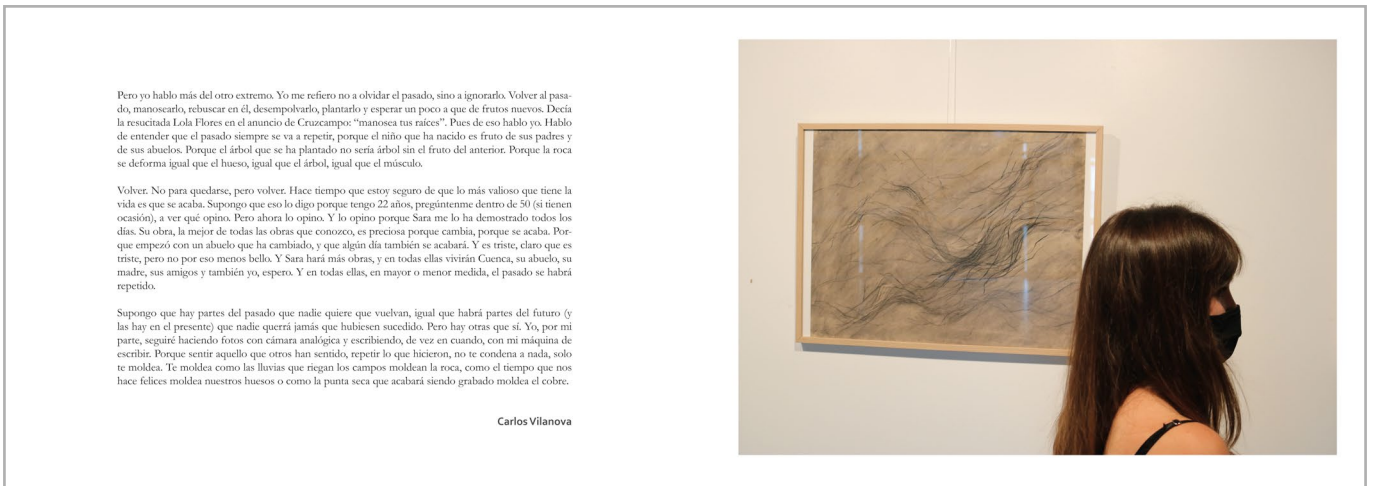 Pero yo hablo más del otro extremo. Yo me refiero no a olvidar el pasado, sino a ignorarlo. Volver al pasa-
do, manosearlo, rebuscar en él, desempolvarlo, plantarlo y esperar un poco a que de frutos nuevos. Decía
la resucitada Lola Flores en el anuncio de Cruzcampo: “manosea tus raíces”. Pues de eso hablo yo. Hablo
de entender que el pasado siempre se va a repetir, porque el niño que ha nacido es fruto de sus padres y
de sus abuelos. Porque el árbol que se ha plantado no sería árbol sin el fruto del anterior. Porque la roca
se deforma igual que el hueso, igual que el árbol, igual que el músculo.
Volver. No para quedarse, pero volver. Hace tiempo que estoy seguro de que lo más valioso que tiene la
vida es que se acaba. Supongo que eso lo digo porque tengo 22 años, pregúntenme dentro de 50 (si tienen
ocasión), a ver qué opino. Pero ahora lo opino. Y lo opino porque Sara me lo ha demostrado todos los
días. Su obra, la mejor de todas las obras que conozco, es preciosa porque cambia, porque se acaba. Por-
que empezó con un abuelo que ha cambiado, y que algún día también se acabará. Y es triste, claro que es
triste, pero no por eso menos bello. Y Sara hará más obras, y en todas ellas vivirán Cuenca, su abuelo, su
madre, sus amigos y también yo, espero. Y en todas ellas, en mayor o menor medida, el pasado se habrá
repetido.
Supongo que hay partes del pasado que nadie quiere que vuelvan, igual que habrá partes del futuro (y
las hay en el presente) que nadie querrá jamás que hubiesen sucedido. Pero hay otras que sí. Yo, por mi
parte, seguiré haciendo fotos con cámara analógica y escribiendo, de vez en cuando, con mi máquina de
escribir. Porque sentir aquello que otros han sentido, repetir lo que hicieron, no te condena a nada, solo
te moldea. Te moldea como las lluvias que riegan los campos moldean la roca, como el tiempo que nos
hace felices moldea nuestros huesos o como la punta seca que acabará siendo grabado moldea el cobre.
Carlos Vilanova